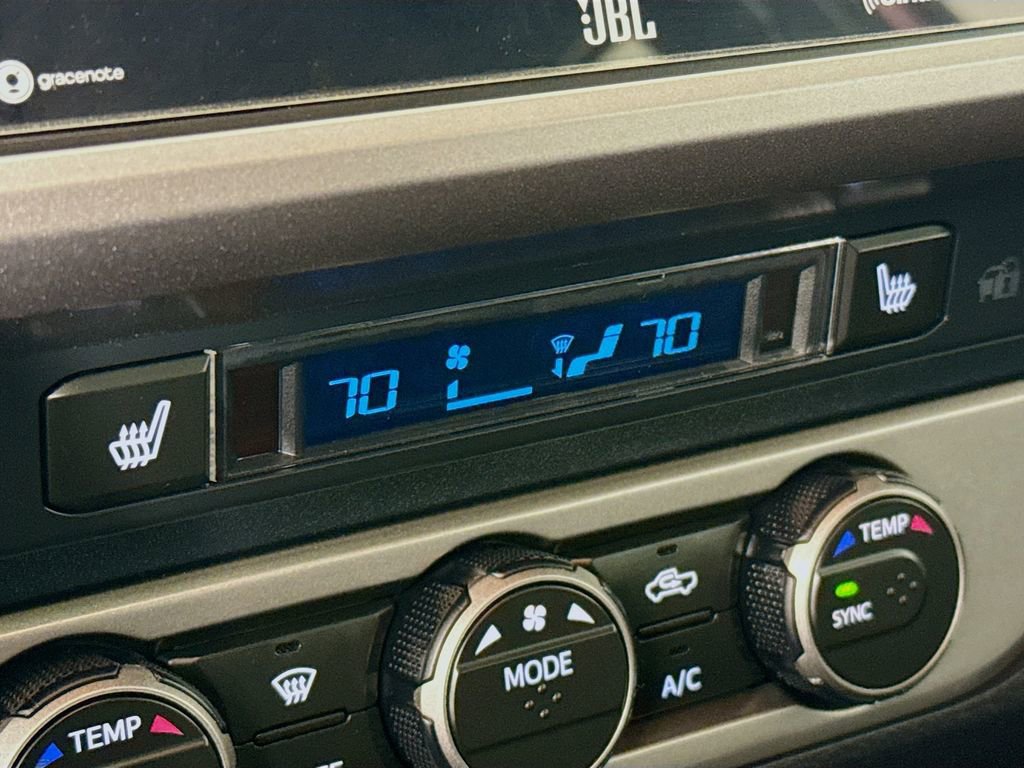 gracenote
JBL
70 70
TEMP
SYNC
MODE
A/C
TEMP